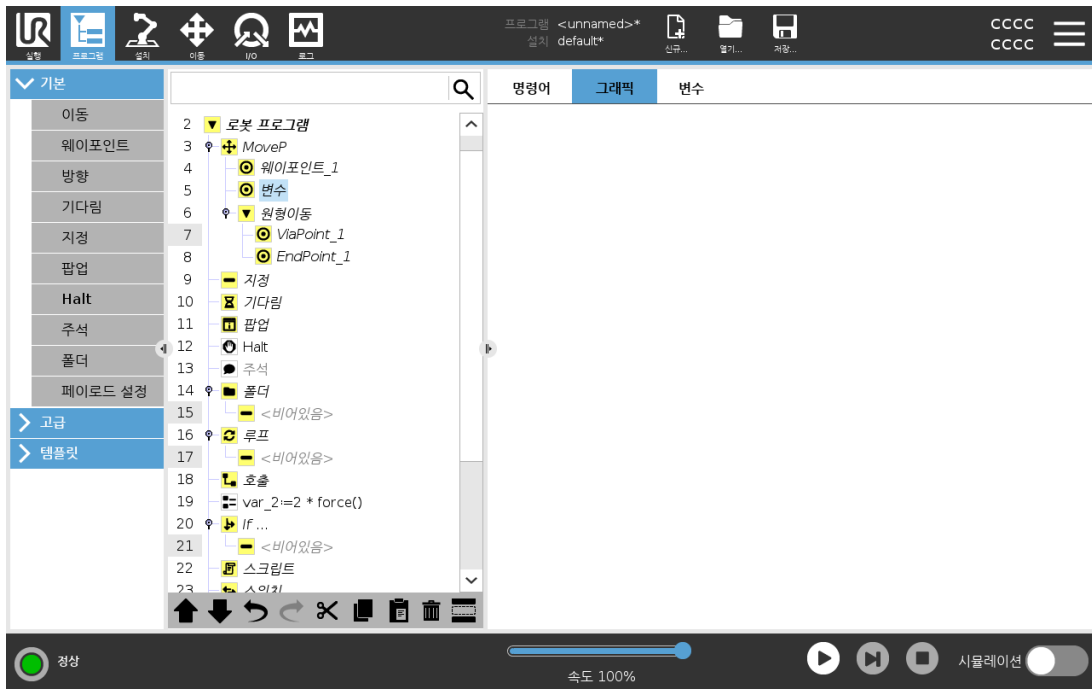 프로그램 <unnamed>*
설치 default*
실행 프로그램 설치 이동 I/O 로그
신규... 열기... 저장...
cccc
cccc
기본
이동
웨이포인트
방향
기다림
지정
팝업
Halt
주석
폴더
페이로드 설정
고급
템플릿
2 로봇 프로그램
3 MoveP
4 웨이포인트_1
5 변수
6 원형이동
7 ViaPoint_1
8 EndPoint_1
9 지정
10 기다림
11 팝업
12 Halt
13 주석
14 폴더
15 <비어있음>
16 루프
17 <비어있음>
18 호출
19 var_2:=2 * force()
20 If ...
21 <비어있음>
22 스크립트
23 스위치
명령어 그래픽 변수
정상
속도 100%
시뮬레이션